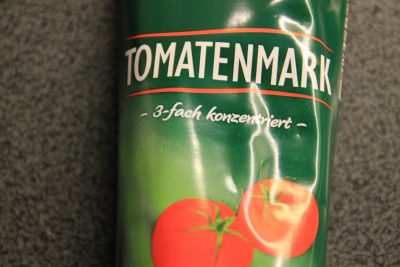 TOMATENMARK
- 3-fach konzentriert -